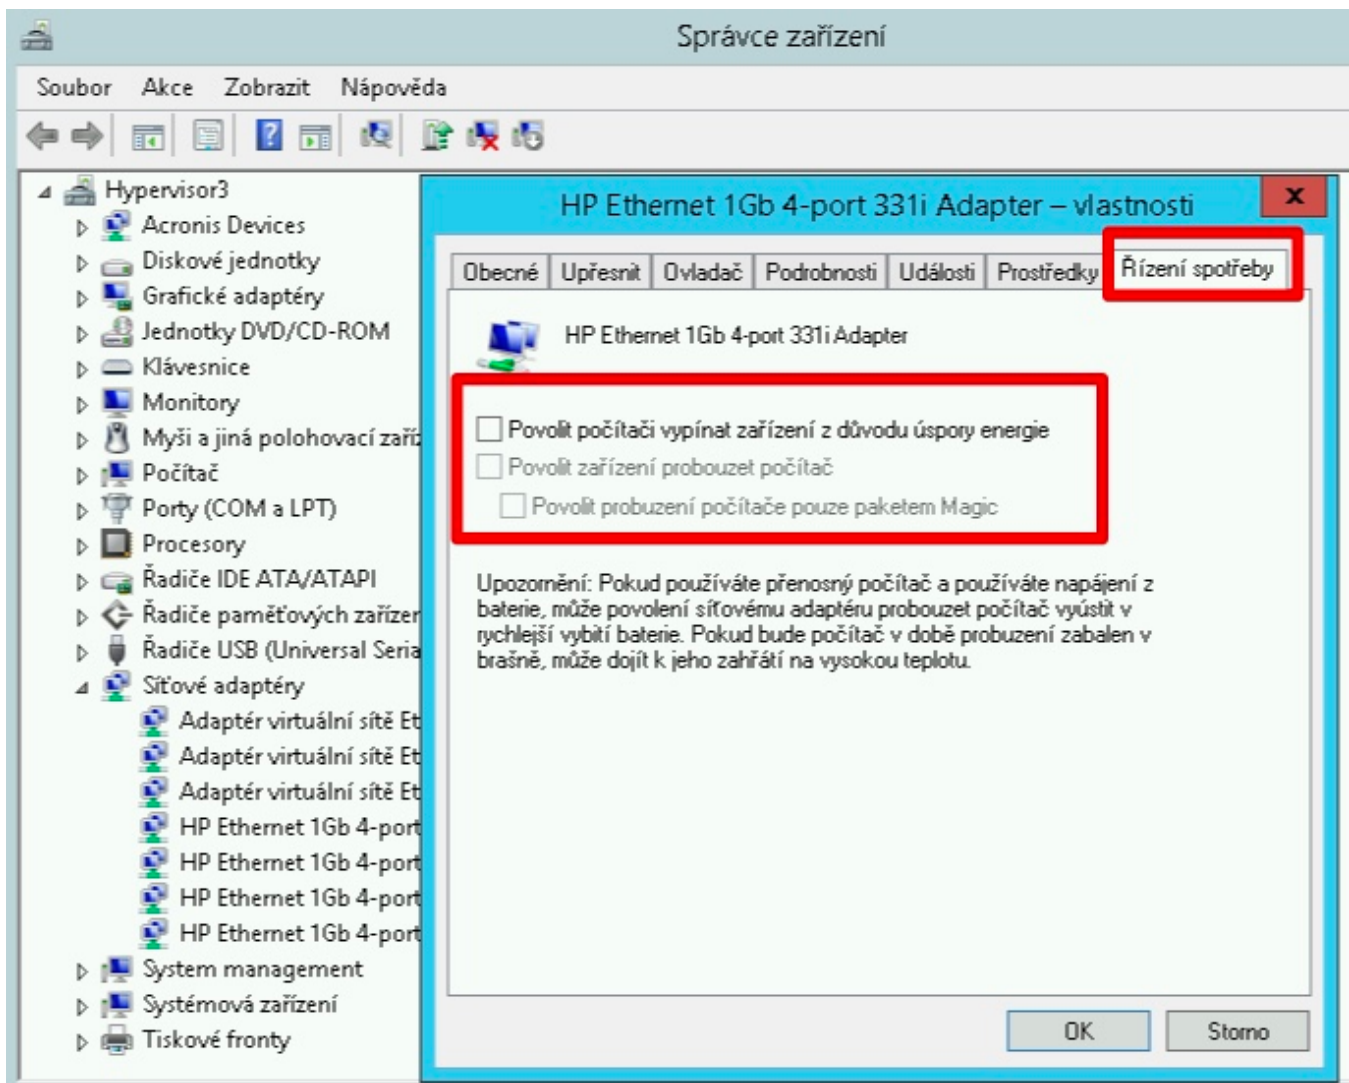 Správce zařízení
Soubor Akce Zobrazit Nápověda
Hypervisor3
Acronis Devices
Diskové jednotky
Grafické adaptéry
Jednotky DVD/CD-ROM
Klávesnice
Monitory
Myši a jiná polohovací zaříz
Počítač
Porty (COM a LPT)
Procesory
Řadiče IDE ATA/ATAPI
Řadiče paměťových zařízer
Řadiče USB (Universal Seria
Síťové adaptéry
Adaptér virtuální sítě Et
Adaptér virtuální sítě Et
Adaptér virtuální sítě Et
HP Ethernet 1Gb 4-port
HP Ethernet 1Gb 4-port
HP Ethernet 1Gb 4-port
HP Ethernet 1Gb 4-port
System management
Systémová zařízení
Tiskové fronty
HP Ethernet 1Gb 4-port 331i Adapter – vlastnosti
x
Obecné Upřesnit Ovladač Podrobnosti Události Prostředky Řízení spotřeby
HP Ethernet 1Gb 4-port 331i Adapter
Povolit počítači vypínat zařízení z důvodu úspory energie
Povolit zařízení probouzet počítač
Povolit probuzení počítače pouze paketem Magic
Upozornění: Pokud používáte přenosný počítač a používáte napájení z
baterie, může povolení síťovému adaptéru probouzet počítač vyústit v
rychlejší vybití baterie. Pokud bude počítač v době probuzení zabalen v
brašně, může dojít k jeho zahřátí na vysokou teplotu.
OK Storno